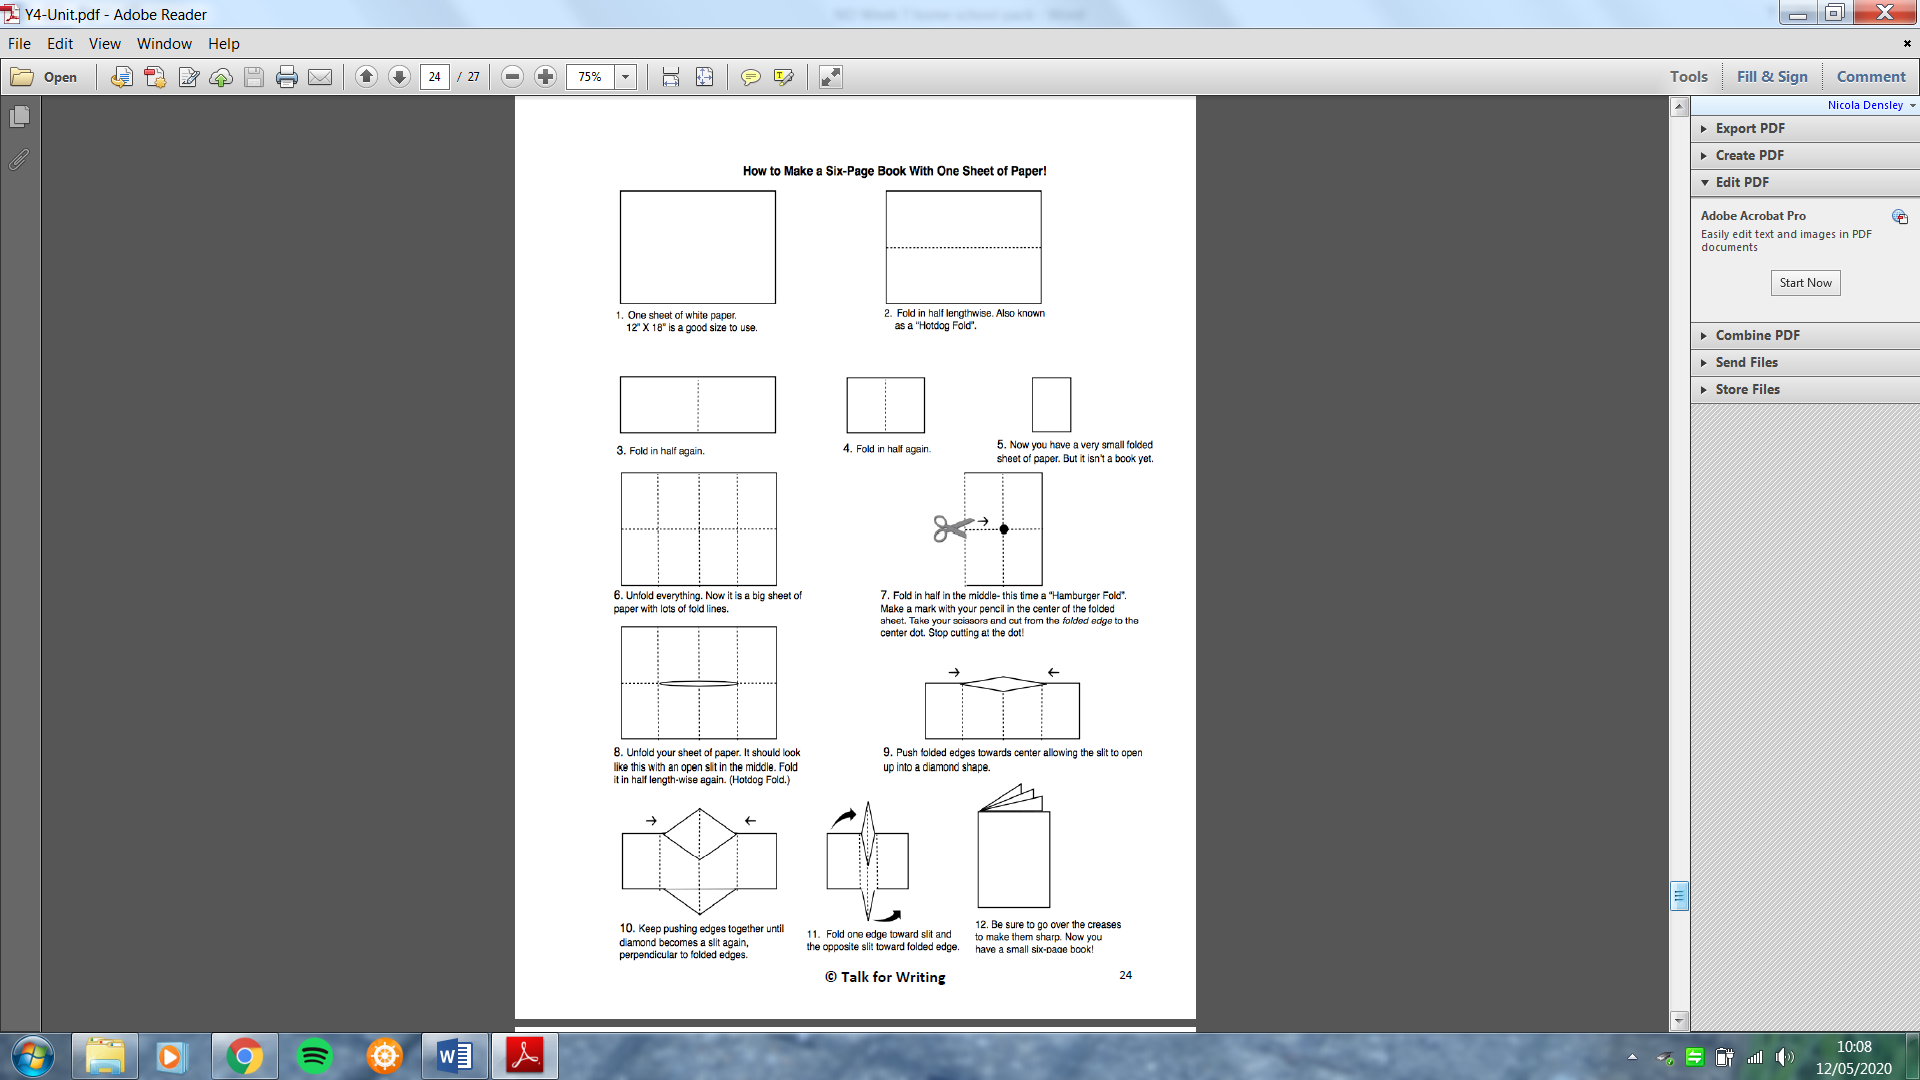 Y4-Unit.pdf - Adobe Reader
File Edit View Window Help
Open
24 / 27
75%
Tools Fill & Sign Comment
Nicola Densley
Export PDF
Create PDF
Edit PDF
Adobe Acrobat Pro
Easily edit text and images in PDF
documents
Start Now
Combine PDF
Send Files
Store Files
How to Make a Six-Page Book With One Sheet of Paper!
1. One sheet of white paper.
12" X 18" is a good size to use.
2. Fold in half lengthwise. Also known
as a "Hotdog Fold".
3. Fold in half again.
4. Fold in half again.
5. Now you have a very small folded
sheet of paper. But it isn't a book yet.
6. Unfold everything. Now it is a big sheet of
paper with lots of fold lines.
7. Fold in half in the middle- this time a "Hamburger Fold".
Make a mark with your pencil in the center of the folded
sheet. Take your scissors and cut from the folded edge to the
center dot. Stop cutting at the dot!
8. Unfold your sheet of paper. It should look
like this with an open slit in the middle. Fold
it in half length-wise again. (Hotdog Fold.)
9. Push folded edges towards center allowing the slit to open
up into a diamond shape.
10. Keep pushing edges together until
diamond becomes a slit again,
perpendicular to folded edges.
11. Fold one edge toward slit and
the opposite slit toward folded edge.
12. Be sure to go over the creases
to make them sharp. Now you
have a small six-page book!
© Talk for Writing
24
10:08
12/05/2020